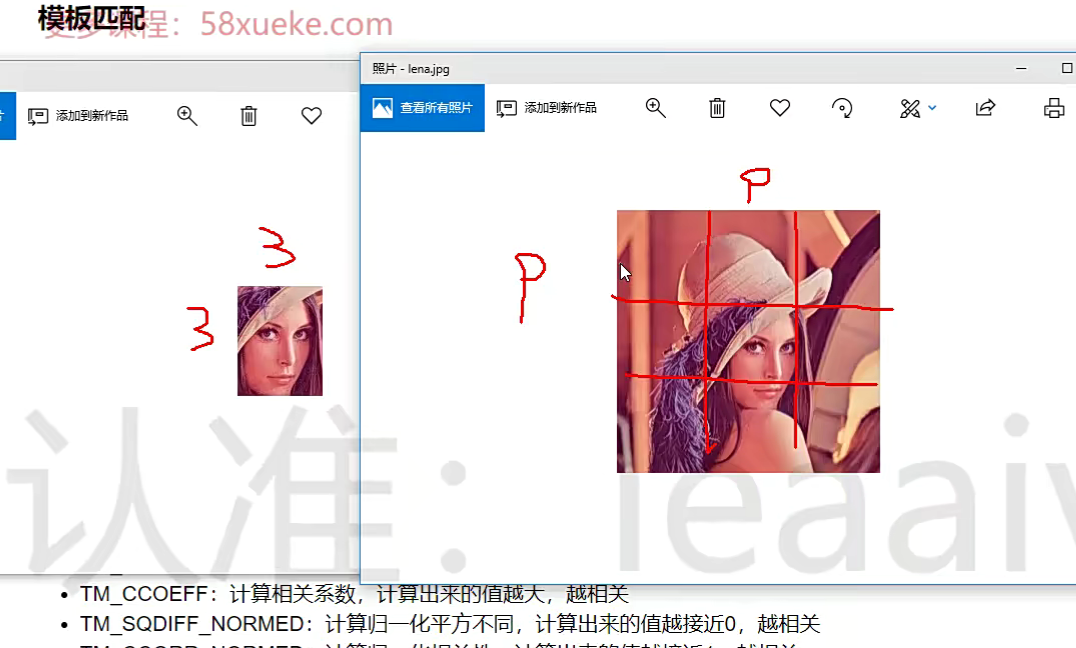 模板匹配
更多课程：58xueke.com
照片 - lena.jpg
添加到新作品
查看所有照片
添加到新作品
P
3
P
3
认准：leaaiv
TM_CCOEFF：计算相关系数，计算出来的值越大，越相关
TM_SQDIFF_NORMED：计算归一化平方不同，计算出来的值越接近0，越相关